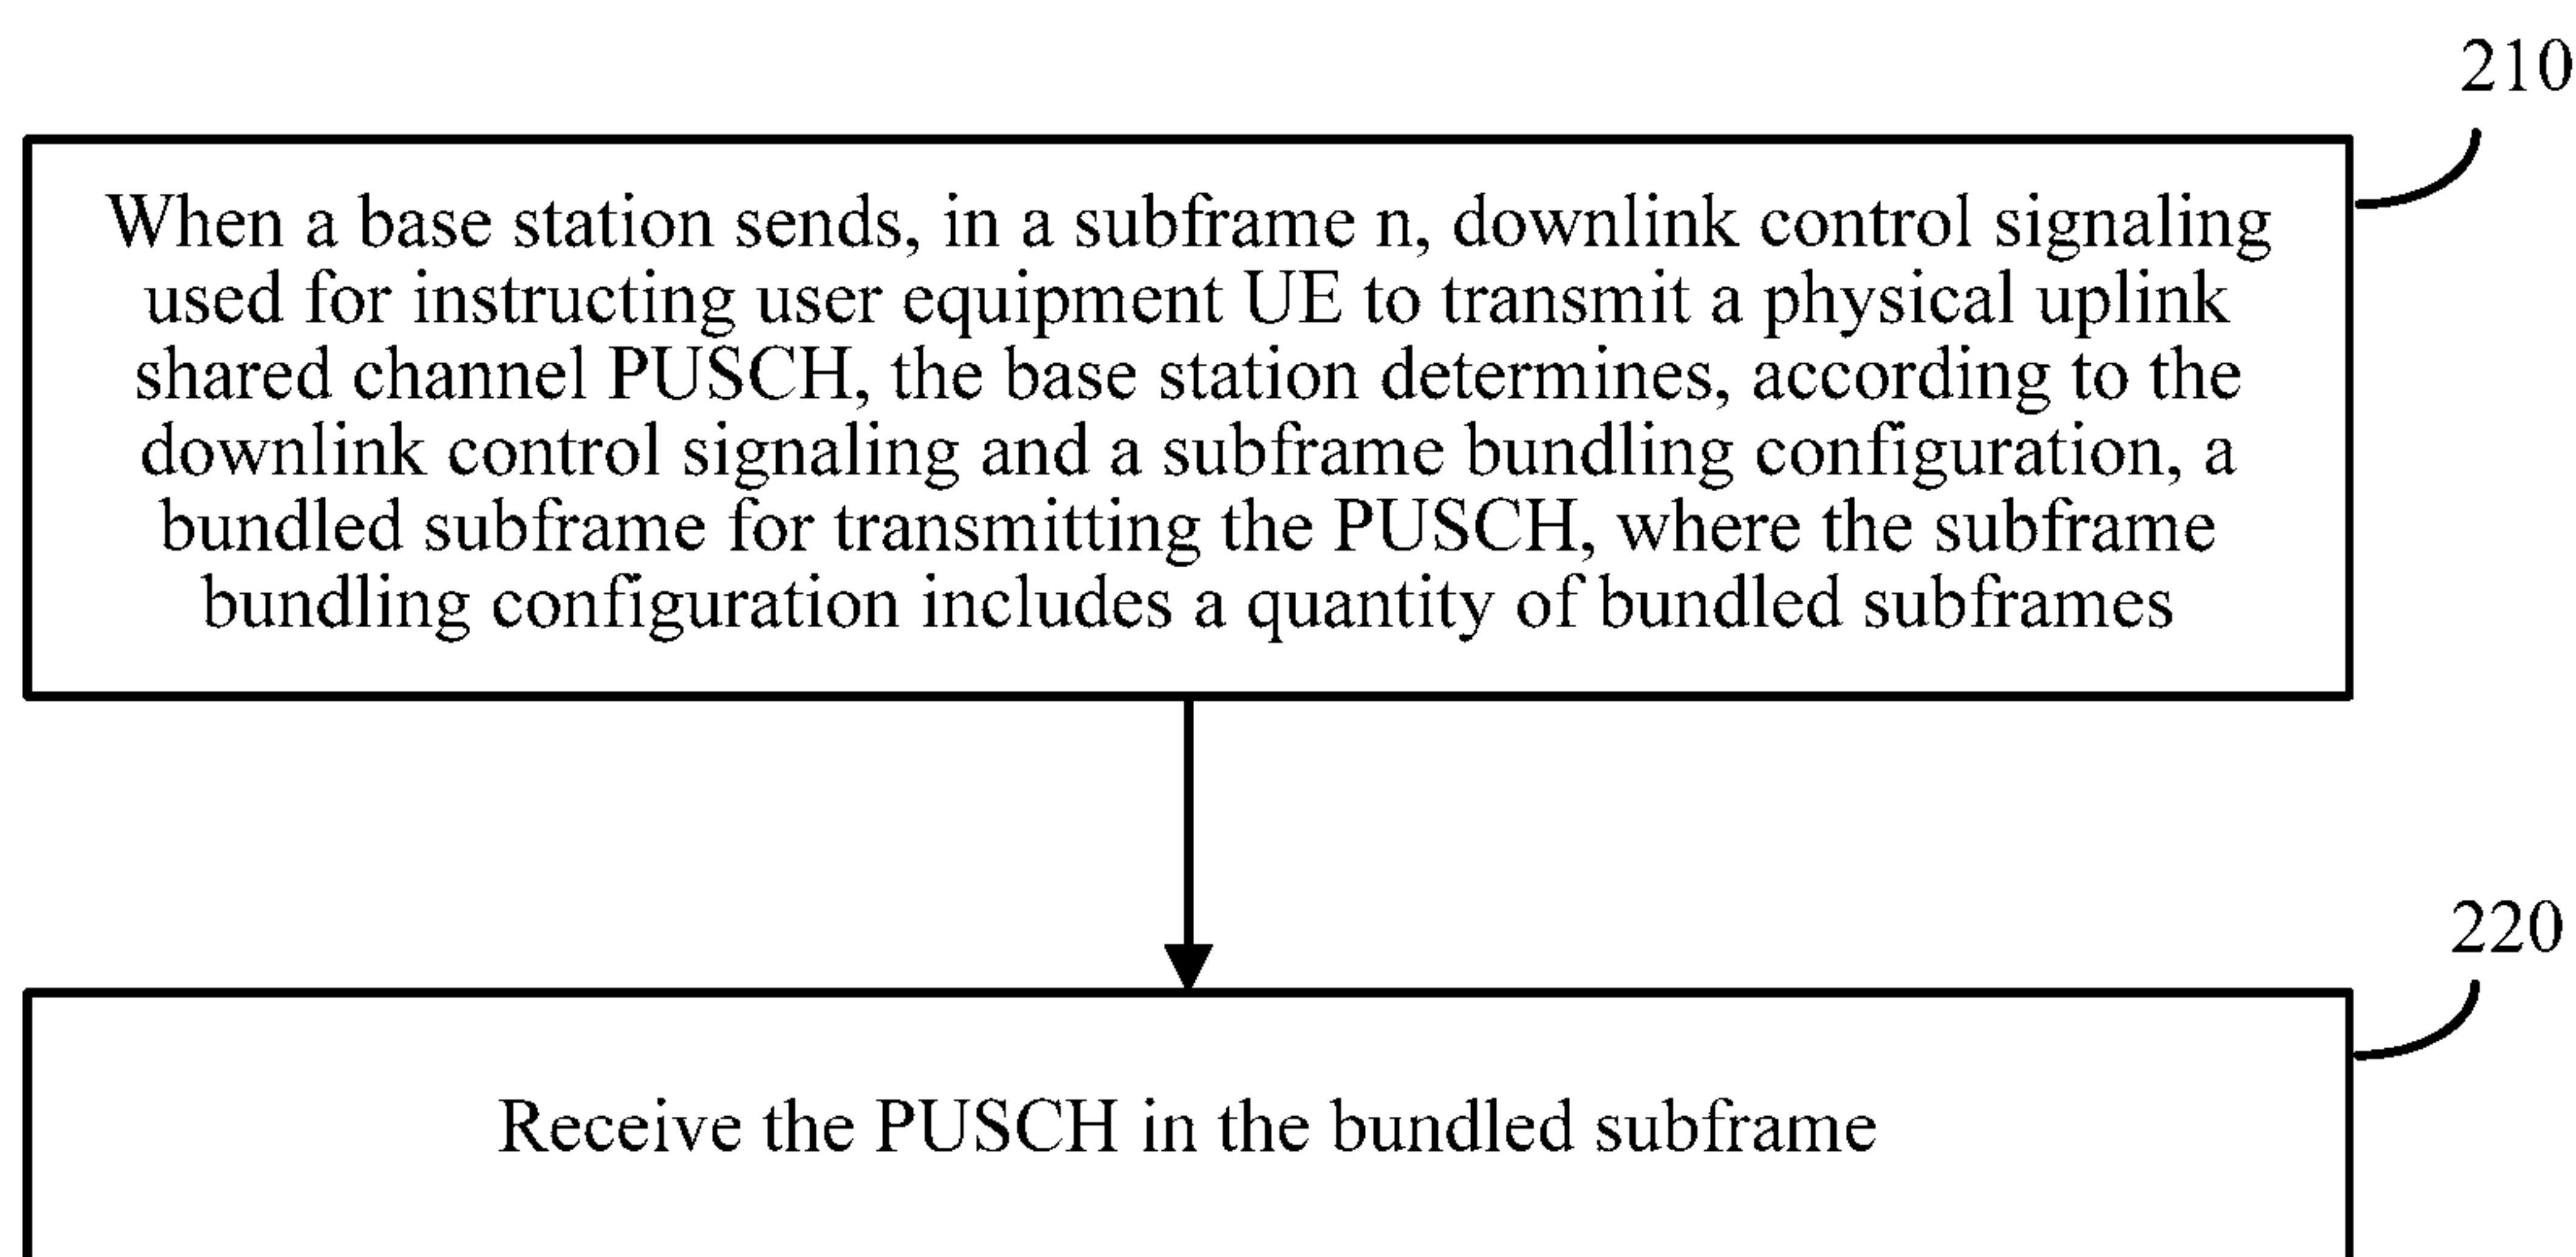 210
When a base station sends, in a subframe n, downlink control signaling
used for instructing user equipment UE to transmit a physical uplink
shared channel PUSCH, the base station determines, according to the
downlink control signaling and a subframe bundling configuration, a
bundled subframe for transmitting the PUSCH, where the subframe
bundling configuration includes a quantity of bundled subframes
220
Receive the PUSCH in the bundled subframe